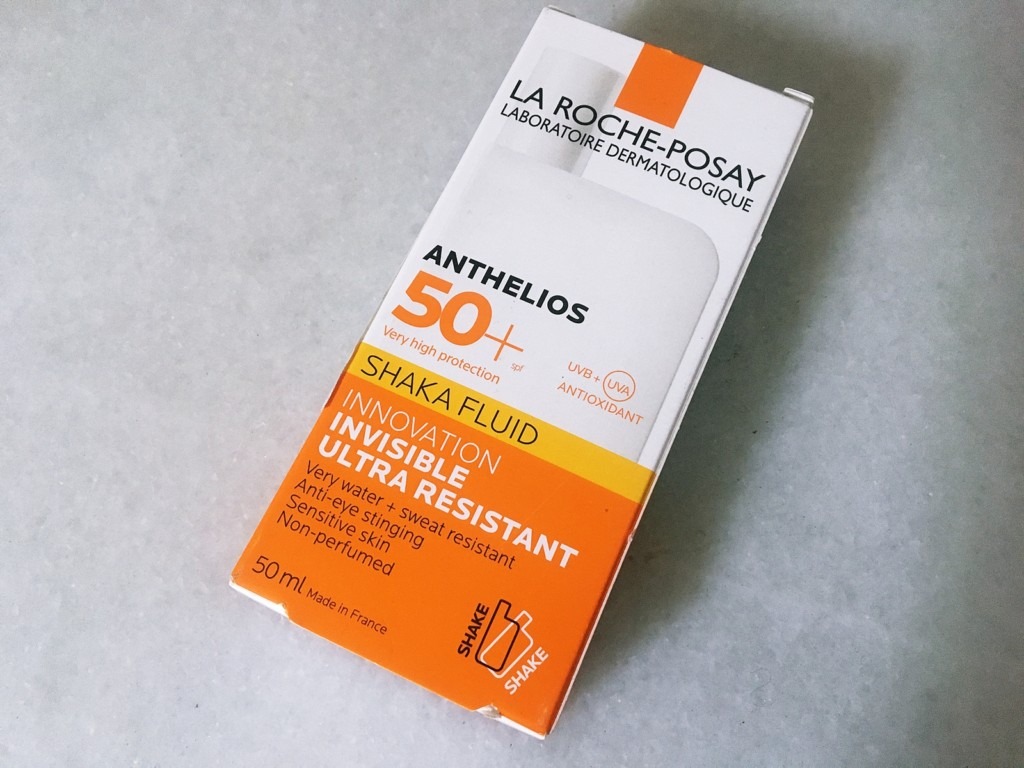 LA ROCHE-POSAY
LABORATOIRE DERMATOLOGIQUE
ANTHELIOS
50+
spf
Very high protection
UVB + UVA
ANTIOXIDANT
SHAKA FLUID
INNOVATION
INVISIBLE
ULTRA RESISTANT
Very water + sweat resistant
Anti-eye stinging
Sensitive skin
Non-perfumed
50 ml Made in France
SHAKE
SHAKE